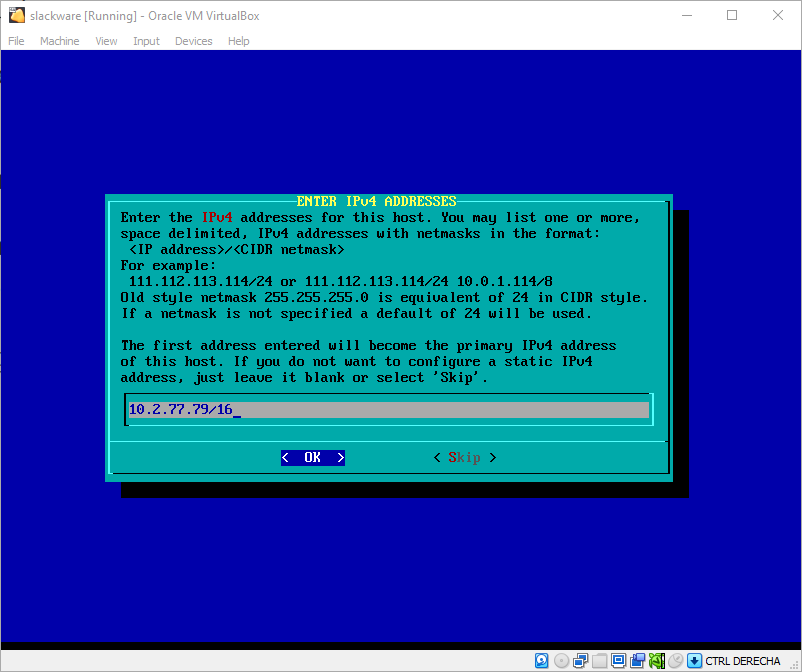 slackware [Running] - Oracle VM VirtualBox
File Machine View Input Devices Help
ENTER IPv4 ADDRESSES
Enter the IPv4 addresses for this host. You may list one or more,
space delimited, IPv4 addresses with netmasks in the format:
<IP address>/<CIDR netmask>
For example:
111.112.113.114/24 or 111.112.113.114/24 10.0.1.114/8
Old style netmask 255.255.255.0 is equivalent of 24 in CIDR style.
If a netmask is not specified a default of 24 will be used.
The first address entered will become the primary IPv4 address
of this host. If you do not want to configure a static IPv4
address, just leave it blank or select 'Skip'.
10.2.77.79/16_
< OK > < Skip >
CTRL DERECHA